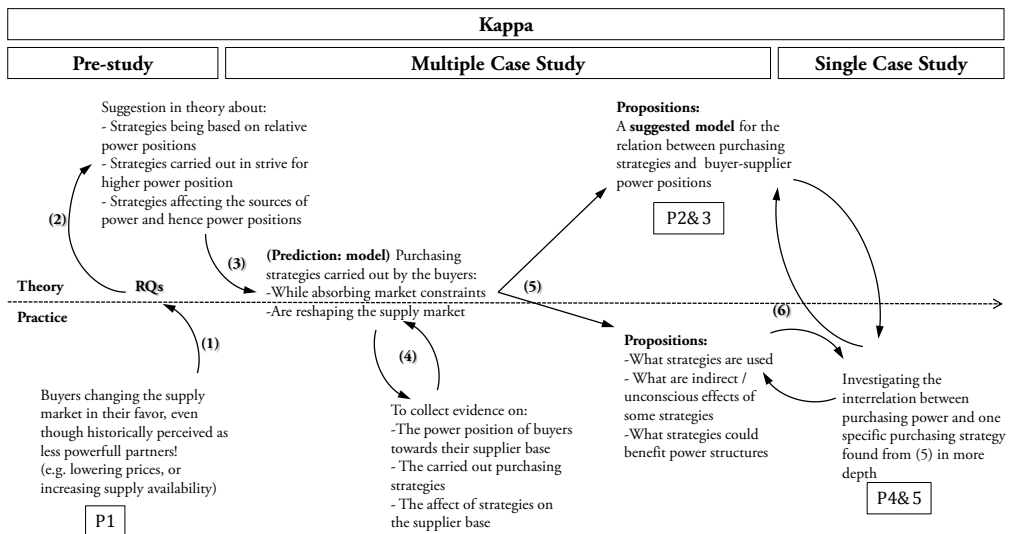 Kappa
Pre-study
Multiple Case Study
Single Case Study
Suggestion in theory about:
- Strategies being based on relative
power positions
- Strategies carried out in strive for
higher power position
- Strategies affecting the sources of
power and hence power positions
(2)
(3)
Theory
RQs
Practice
(1)
Buyers changing the supply
market in their favor, even
though historically perceived as
less powerfull partners!
(e.g. lowering prices, or
increasing supply availability)
P1
(Prediction: model) Purchasing
strategies carried out by the buyers:
-While absorbing market constraints
-Are reshaping the supply market
(4)
To collect evidence on:
-The power position of buyers
towards their supplier base
- The carried out purchasing
strategies
- The affect of strategies on
the supplier base
(5)
Propositions:
A suggested model for the
relation between purchasing
strategies and buyer-supplier
power positions
P2& 3
Propositions:
-What strategies are used
- What are indirect /
unconscious effects of
some strategies
-What strategies could
benefit power structures
(6)
Investigating the
interrelation between
purchasing power and one
specific purchasing strategy
found from (5) in more
depth
P4& 5